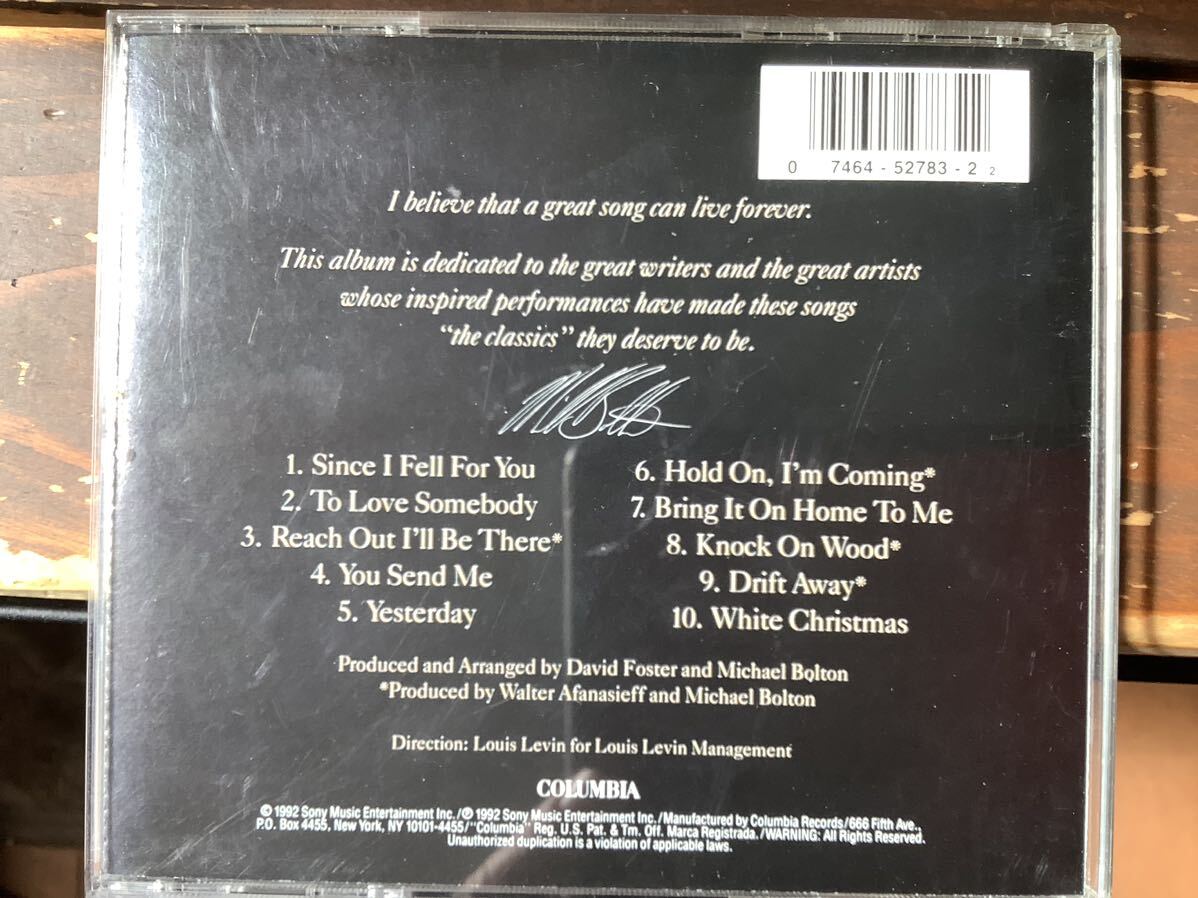 0 7464 - 52783 - 2 2
I believe that a great song can live forever.
This album is dedicated to the great writers and the great artists
whose inspired performances have made these songs
"the classics" they deserve to be.
1. Since I Fell For You
2. To Love Somebody
3. Reach Out I'll Be There*
4. You Send Me
5. Yesterday
6. Hold On, I'm Coming*
7. Bring It On Home To Me
8. Knock On Wood*
9. Drift Away*
10. White Christmas
Produced and Arranged by David Foster and Michael Bolton
*Produced by Walter Afanasieff and Michael Bolton
Direction: Louis Levin for Louis Levin Management
COLUMBIA
© 1992 Sony Music Entertainment Inc./℗ 1992 Sony Music Entertainment Inc./Manufactured by Columbia Records/666 Fifth Ave.,
P.O. Box 4455, New York, NY 10101-4455/"Columbia" Reg. U.S. Pat. & Tm. Off. Marca Registrada./WARNING: All Rights Reserved.
Unauthorized duplication is a violation of applicable laws.